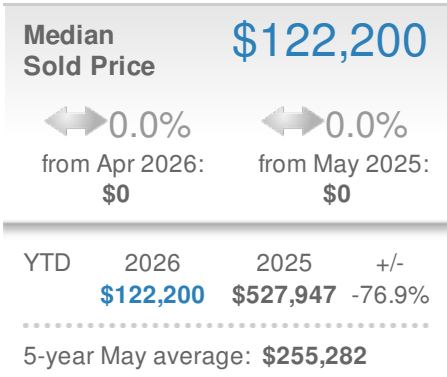 Median $122,200
Sold Price
0.0% 0.0%
from Apr 2026: from May 2025:
$0 $0
YTD 2026 2025 +/-
$122,200 $527,947 -76.9%
5-year May average: $255,282